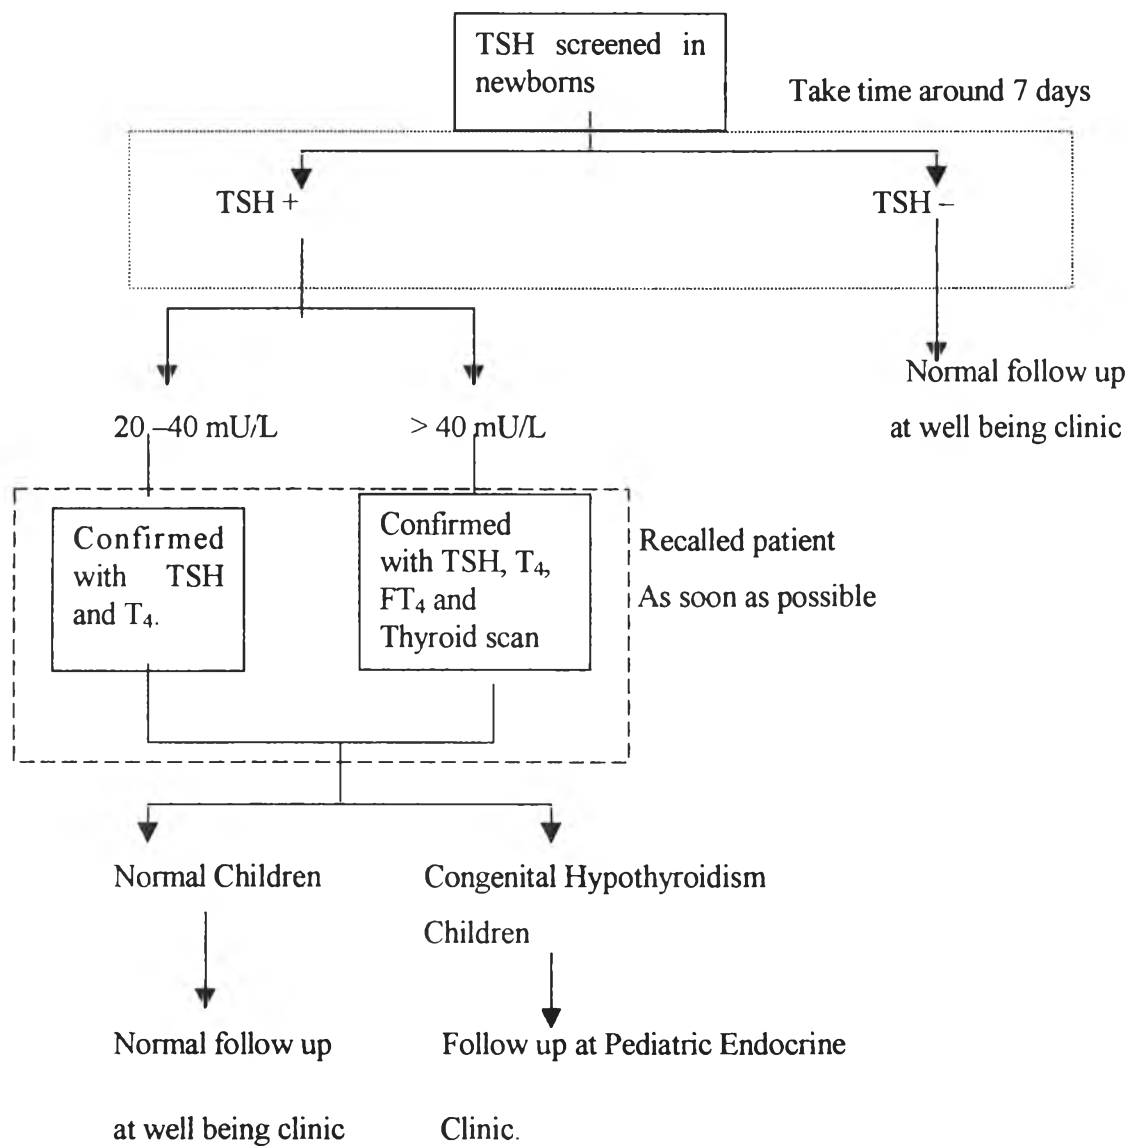 TSH screened in
newborns
Take time around 7 days
TSH +
TSH –
Normal follow up
at well being clinic
20 –40 mU/L
> 40 mU/L
Confirmed
with TSH
and T₄.
Confirmed
with TSH, T₄,
FT₄ and
Thyroid scan
Recalled patient
As soon as possible
Normal Children
Congenital Hypothyroidism
Children
Normal follow up
at well being clinic
Follow up at Pediatric Endocrine
Clinic.